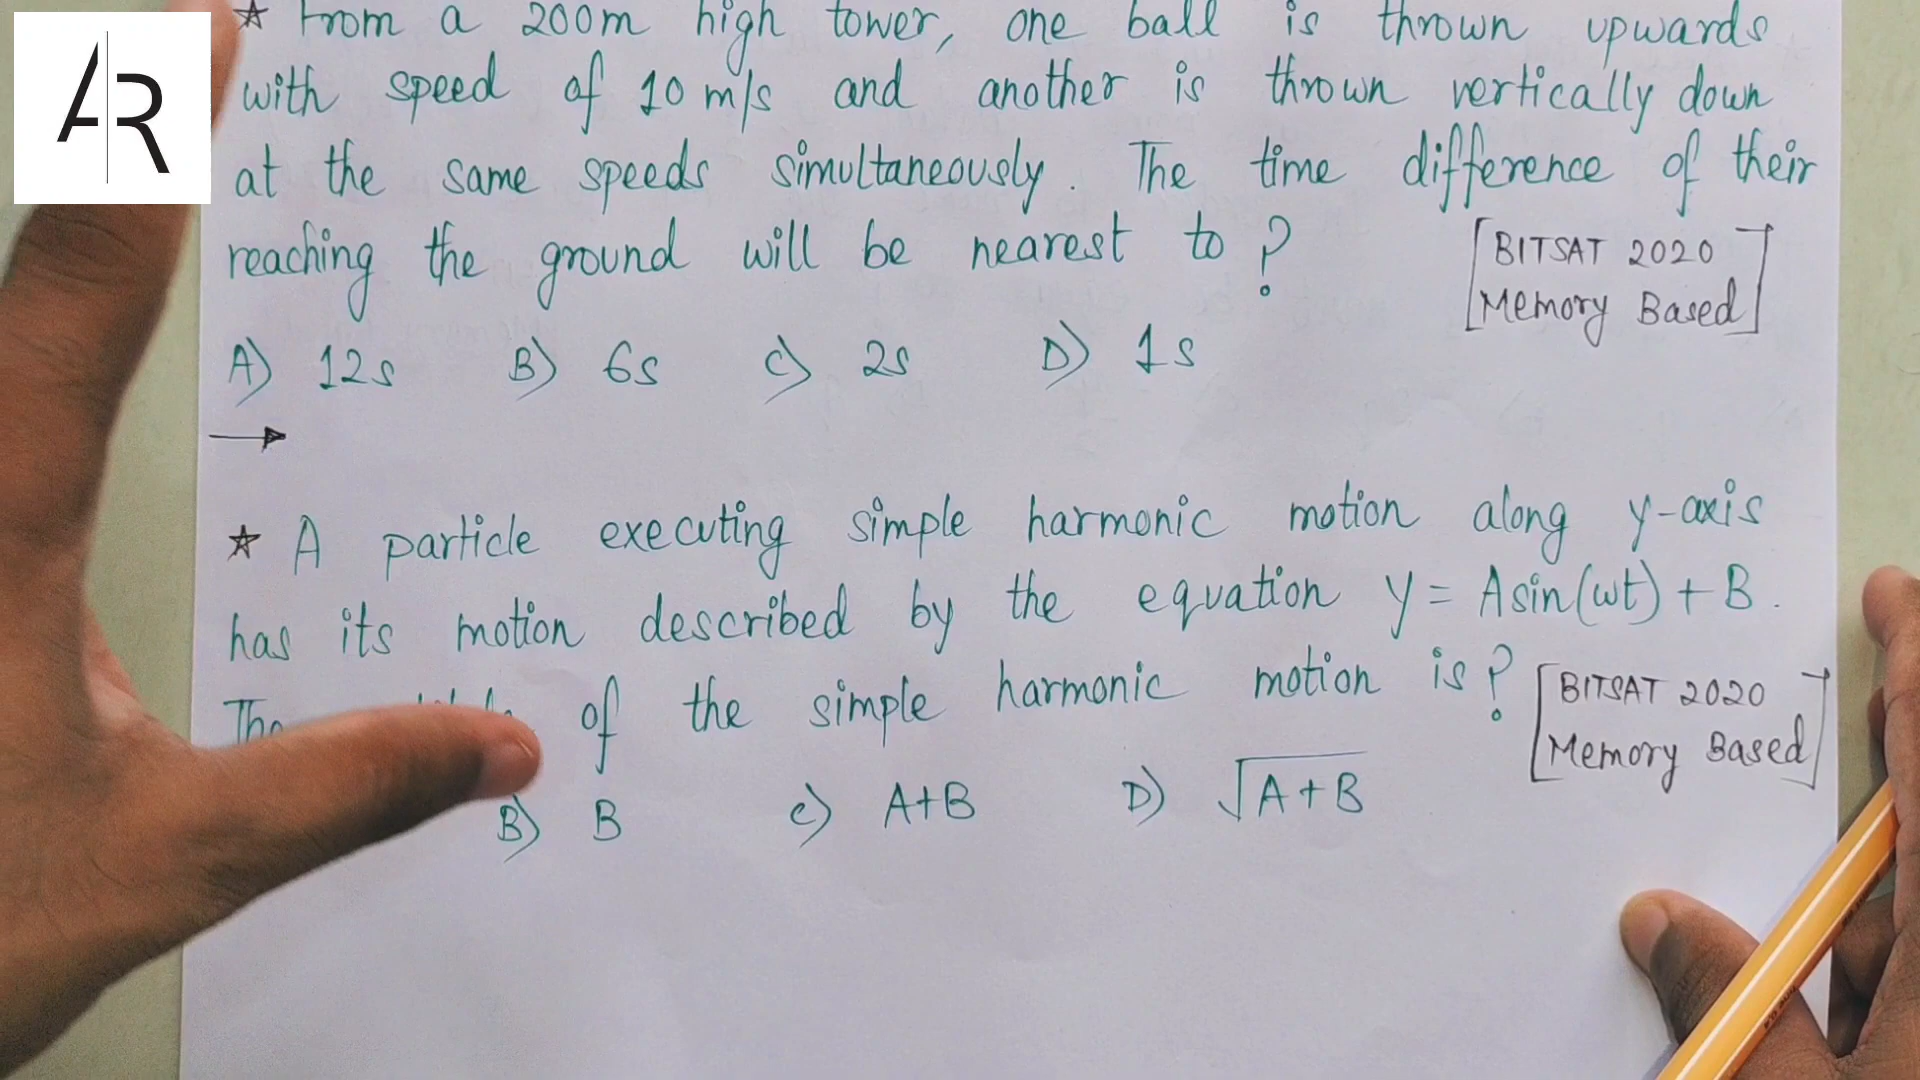 AR
★ From a 200m high tower, one ball is thrown upwards
with speed of 10 m/s and another is thrown vertically down
at the same speeds simultaneously. The time difference of their
reaching the ground will be nearest to?
[BITSAT 2020
Memory Based]
A) 12s B) 6s C) 2s D) 1s
→
★ A particle executing simple harmonic motion along y-axis
has its motion described by the equation y = A sin(wt) + B.
The of the simple harmonic motion is?
[BITSAT 2020
Memory Based]
B) B c) A+B D) √A+B